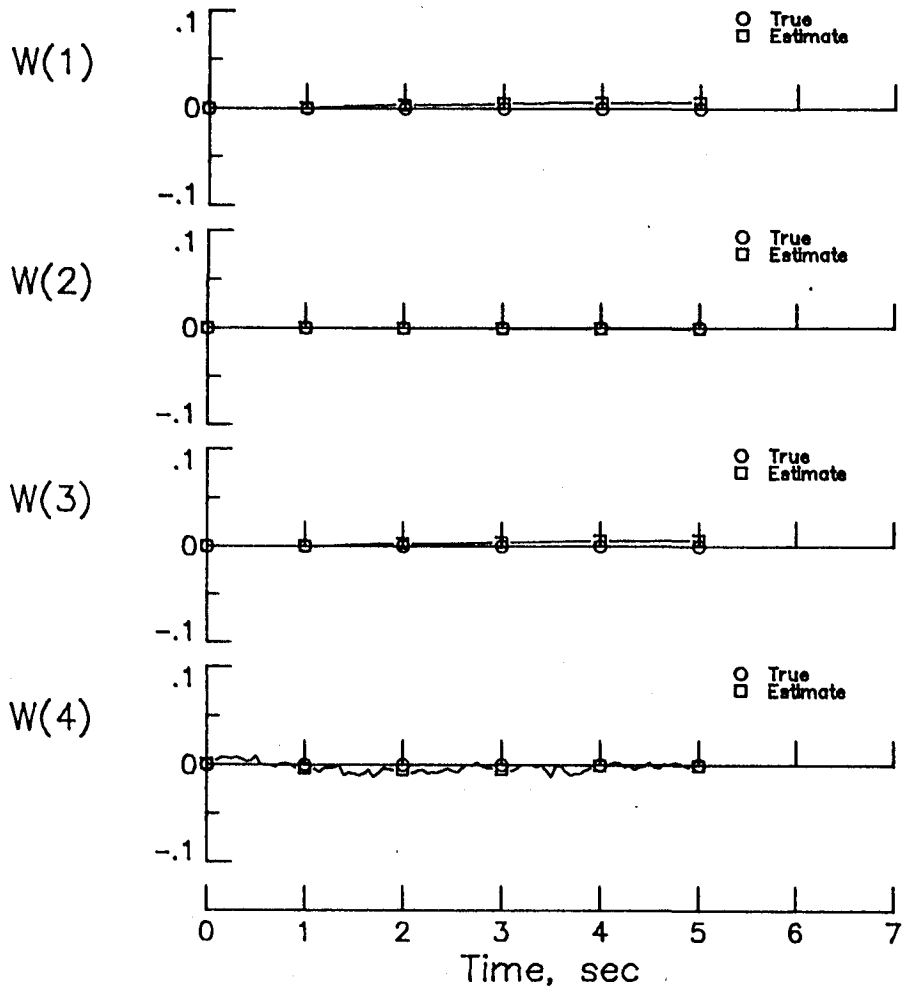 .1
○ True
□ Estimate
W(1)
0
-.1
.1
○ True
□ Estimate
W(2)
0
-.1
.1
○ True
□ Estimate
W(3)
0
-.1
.1
○ True
□ Estimate
W(4)
0
-.1
0 1 2 3 4 5 6 7
Time, sec